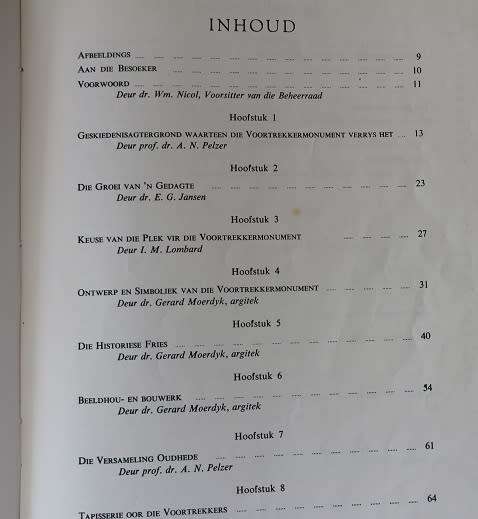 INHOUD
AFBEELDINGS .... 9
AAN DIE BESOEKER .... 10
VOORWOORD .... 11
Deur dr. Wm. Nicol, Voorsitter van die Beheerraad
Hoofstuk 1
GESKIEDENISAGTERGROND WAARTEEN DIE VOORTREKKERMONUMENT VERRYS HET ... 13
Deur prof. dr. A. N. Pelzer
Hoofstuk 2
DIE GROEI VAN 'N GEDAGTE .... 23
Deur dr. E. G. Jansen
Hoofstuk 3
KEUSE VAN DIE PLEK VIR DIE VOORTREKKERMONUMENT .... 27
Deur I. M. Lombard
Hoofstuk 4
ONTWERP EN SIMBOLIEK VAN DIE VOORTREKKERMONUMENT .... 31
Deur dr. Gerard Moerdyk, argitek
Hoofstuk 5
DIE HISTORIESE FRIES .... 40
Deur dr. Gerard Moerdyk, argitek
Hoofstuk 6
BEELDHOU- EN BOUWERK .... 54
Deur dr. Gerard Moerdyk, argitek
Hoofstuk 7
DIE VERSAMELING OUDHEDE .... 61
Deur prof. dr. A. N. Pelzer
Hoofstuk 8
TAPISSERIE OOR DIE VOORTREKKERS .... 64